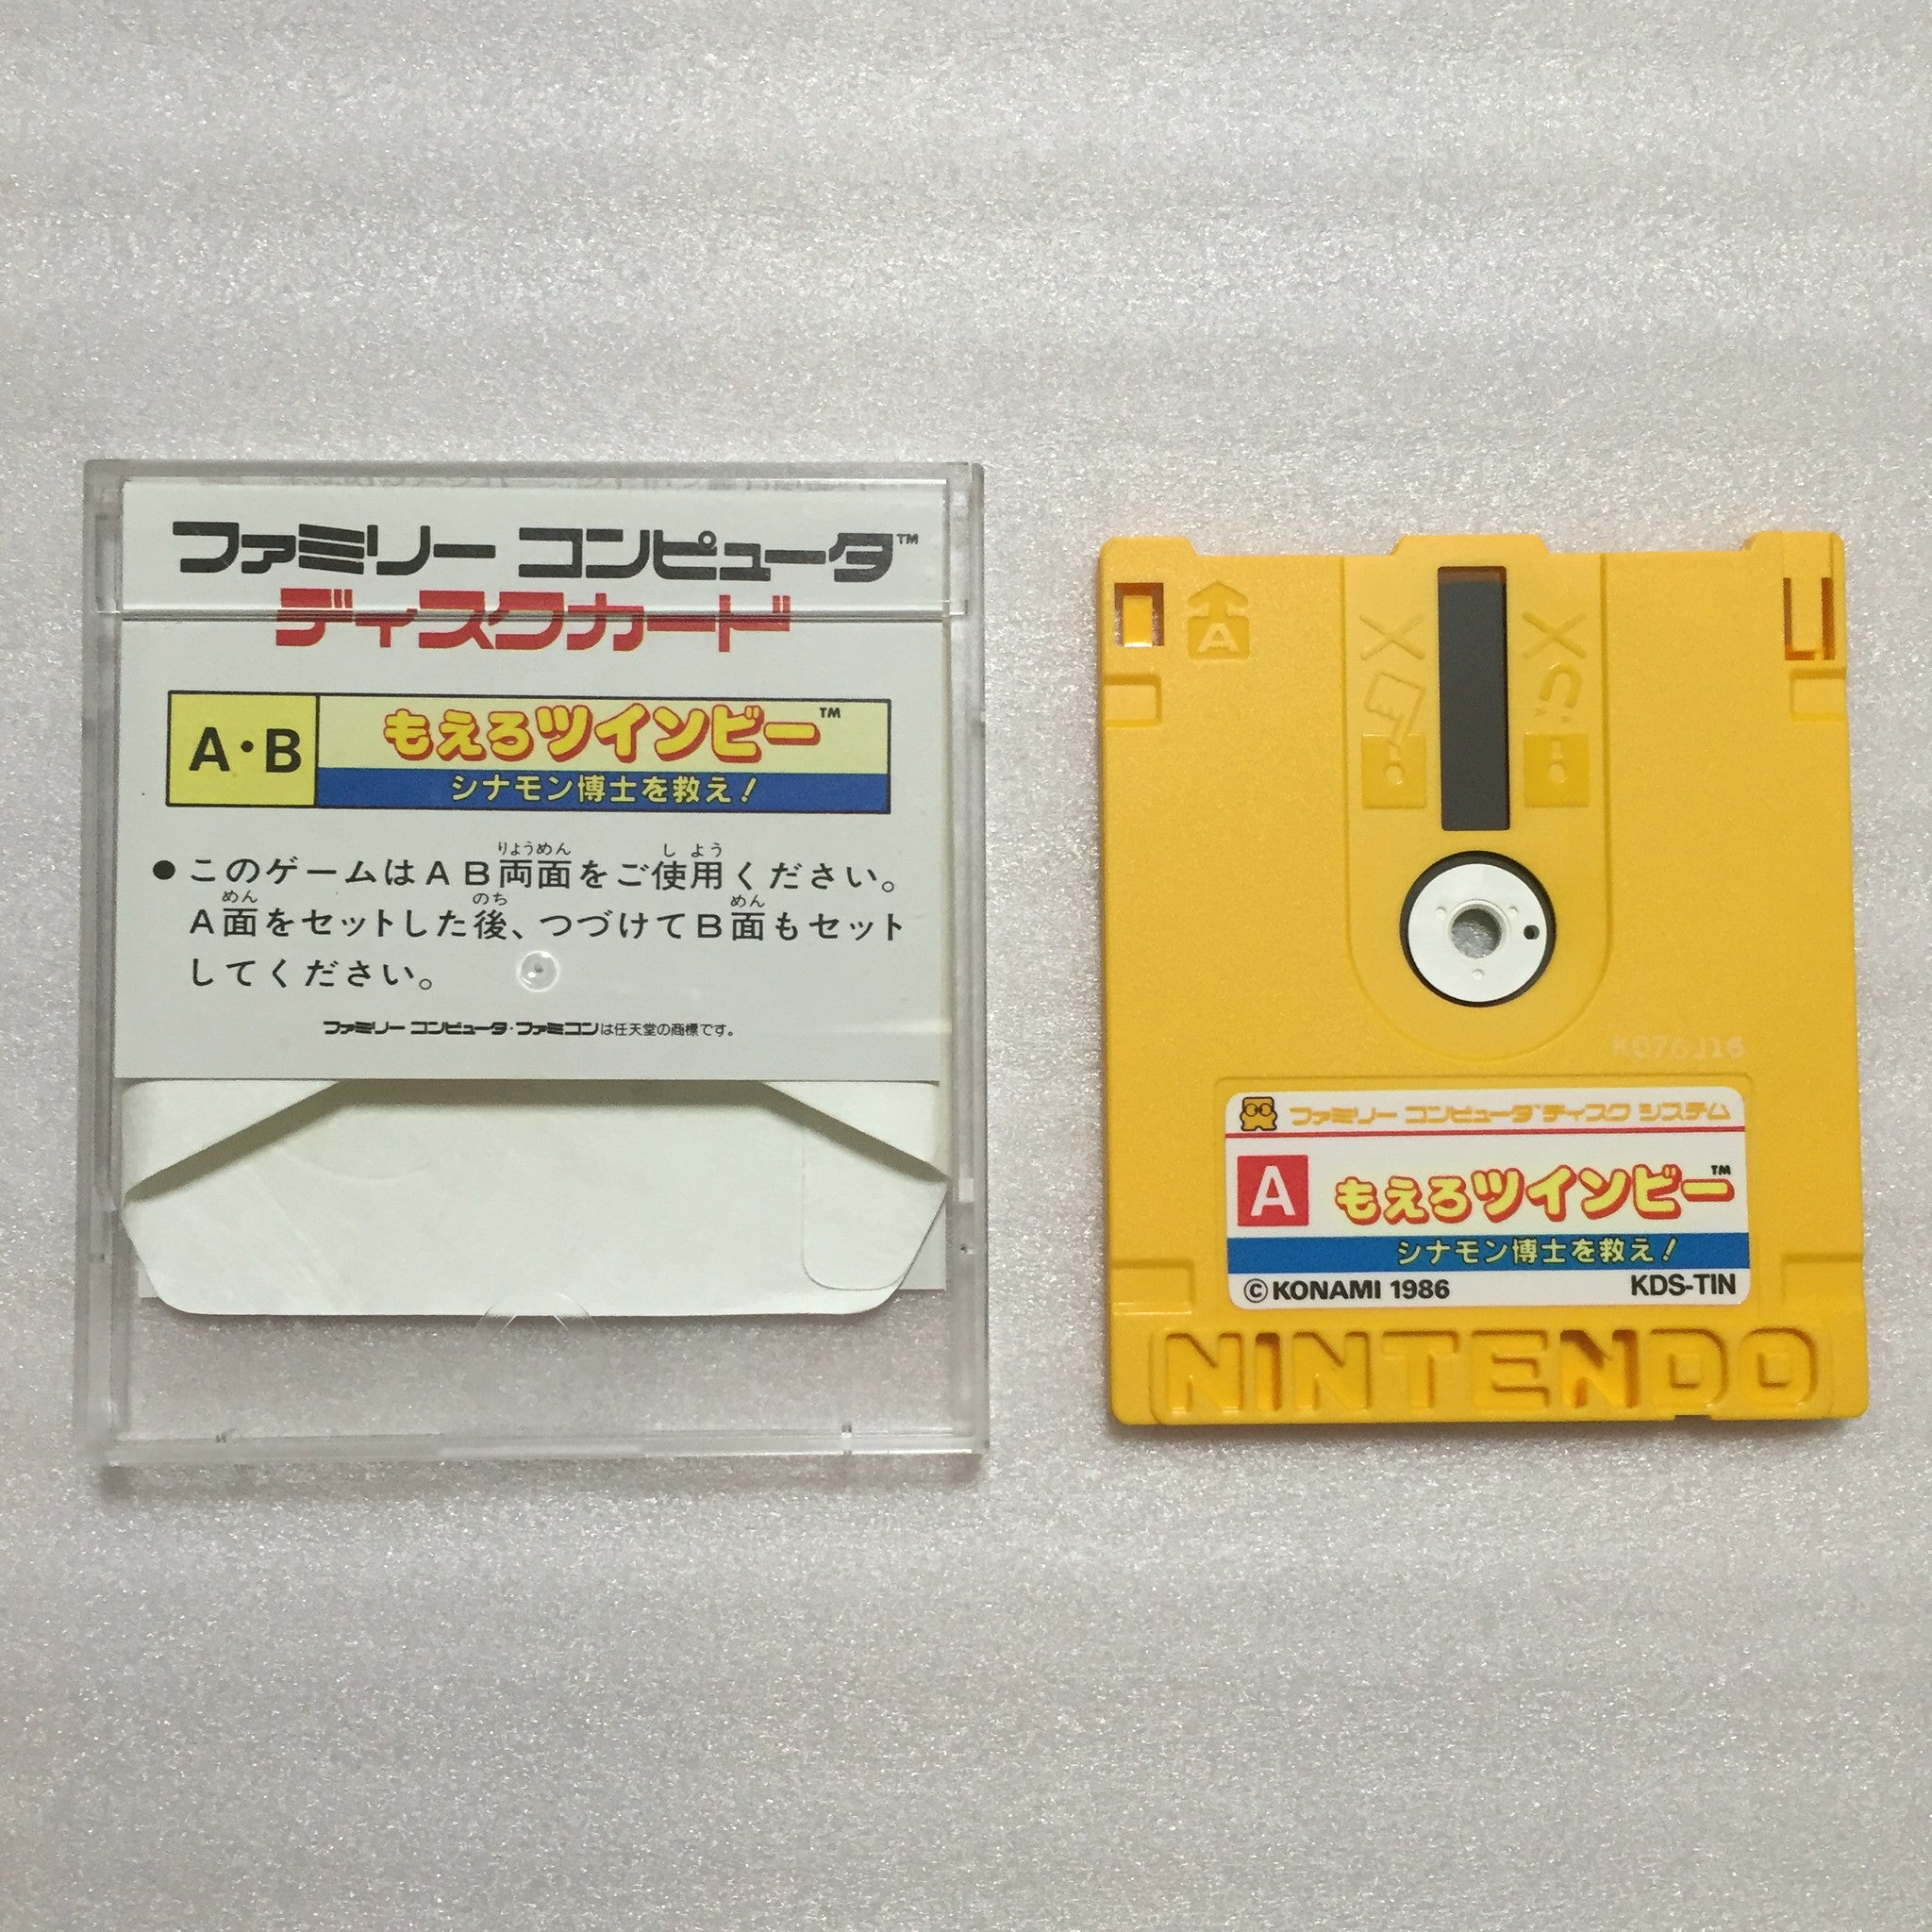 ファミリー コンピュータ™
ディスクカード
A・B
もえろツインビー™
シナモン博士を救え！
りょうめん し よう
●このゲームはAB両面をご使用ください。
めん のち めん
A面をセットした後、つづけてB面もセット
してください。
ファミリー コンピュータ・ファミコンは任天堂の商標です。
A
K076J16
ファミリー コンピュータ™ディスク システム
A
もえろツインビー™
シナモン博士を救え！
©KONAMI 1986 KDS-TIN
NINTENDO